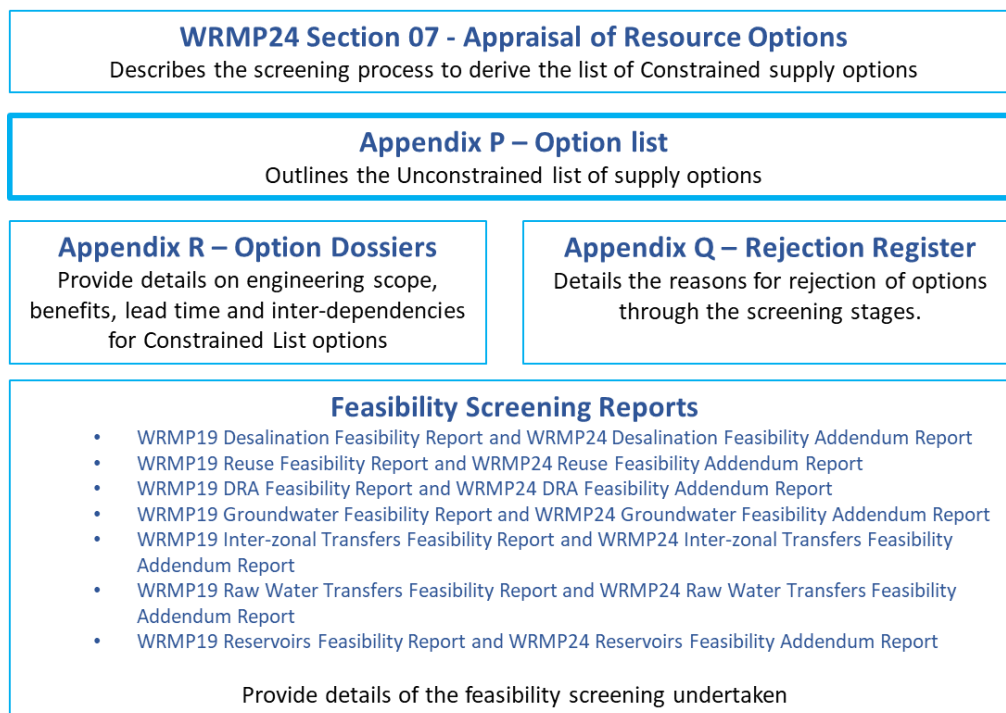 WRMP24 Section 07 - Appraisal of Resource Options
Describes the screening process to derive the list of Constrained supply options
Appendix P – Option list
Outlines the Unconstrained list of supply options
Appendix R – Option Dossiers
Provide details on engineering scope,
benefits, lead time and inter-dependencies
for Constrained List options
Appendix Q – Rejection Register
Details the reasons for rejection of options
through the screening stages.
Feasibility Screening Reports
• WRMP19 Desalination Feasibility Report and WRMP24 Desalination Feasibility Addendum Report
• WRMP19 Reuse Feasibility Report and WRMP24 Reuse Feasibility Addendum Report
• WRMP19 DRA Feasibility Report and WRMP24 DRA Feasibility Addendum Report
• WRMP19 Groundwater Feasibility Report and WRMP24 Groundwater Feasibility Addendum Report
• WRMP19 Inter-zonal Transfers Feasibility Report and WRMP24 Inter-zonal Transfers Feasibility
Addendum Report
• WRMP19 Raw Water Transfers Feasibility Report and WRMP24 Raw Water Transfers Feasibility
Addendum Report
• WRMP19 Reservoirs Feasibility Report and WRMP24 Reservoirs Feasibility Addendum Report
Provide details of the feasibility screening undertaken